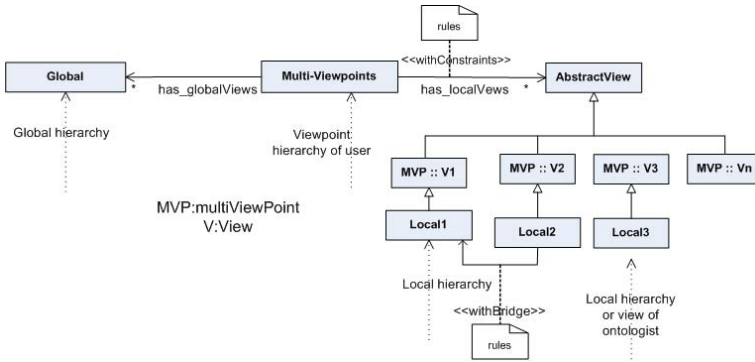 rules
<<withConstraints>>
Global
Multi-Viewpoints
AbstractView
*
has_globalViews
has_localVews
*
Global hierarchy
Viewpoint
hierarchy of user
MVP :: V1
MVP :: V2
MVP :: V3
MVP :: Vn
MVP:multiViewPoint
V:View
Local1
Local2
Local3
Local hierarchy
<<withBridge>>
rules
Local hierarchy
or view of
ontologist